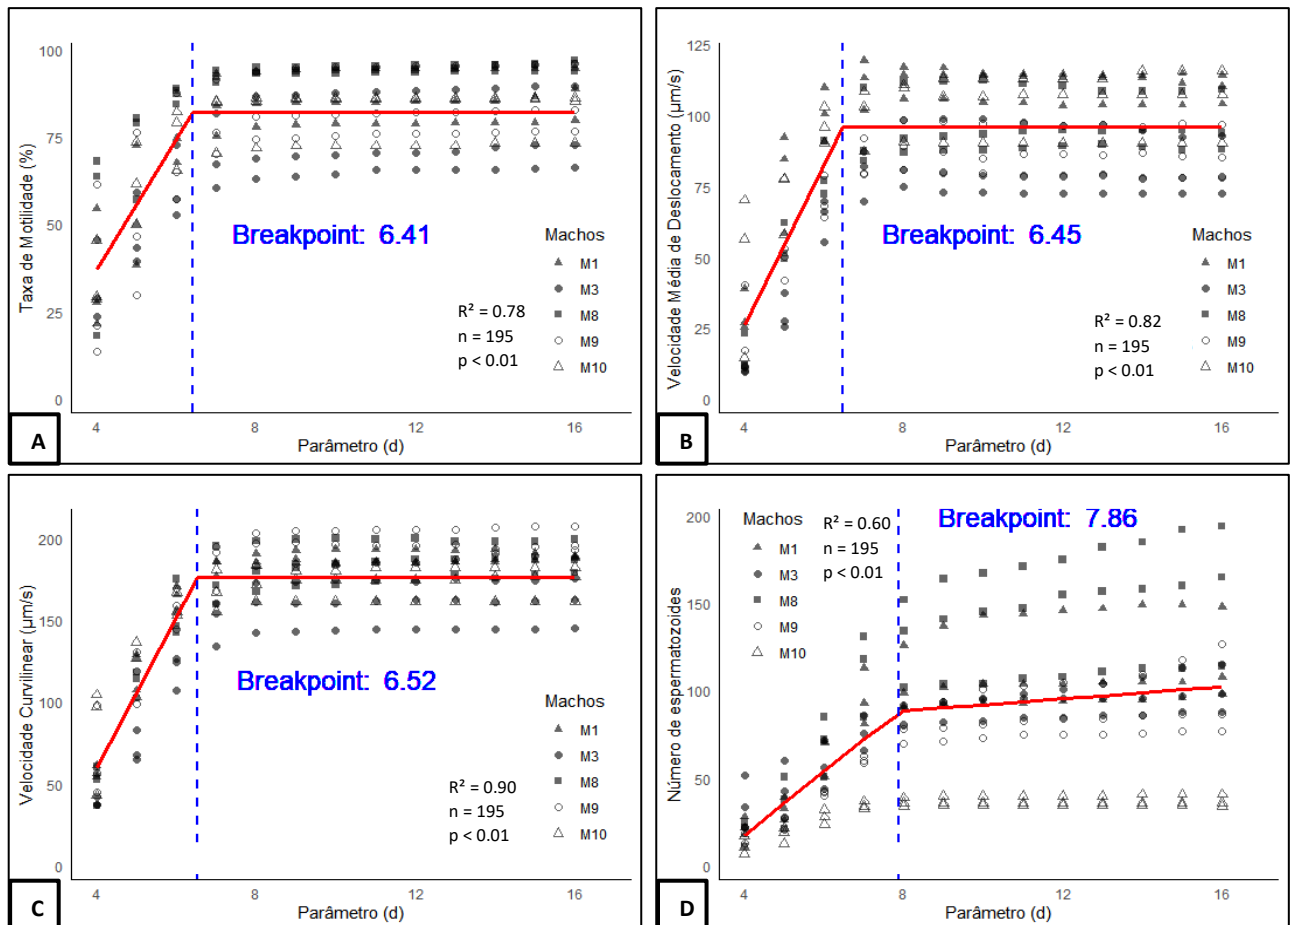 100
75
50
25
0
Taxa de Motilidade (%)
Breakpoint: 6.41
Machos
M1
M3
M8
M9
M10
R² = 0.78
n = 195
p < 0.01
4
8
12
16
Parâmetro (d)
A
125
100
75
50
25
0
Velocidade Média de Deslocamento (µm/s)
Breakpoint: 6.45
Machos
M1
M3
M8
M9
M10
R² = 0.82
n = 195
p < 0.01
4
8
12
16
Parâmetro (d)
B
200
150
100
50
0
Velocidade Curvilinear (µm/s)
Breakpoint: 6.52
Machos
M1
M3
M8
M9
M10
R² = 0.90
n = 195
p < 0.01
4
8
12
16
Parâmetro (d)
C
200
150
100
50
0
Número de espermatozoides
Machos
M1
M3
M8
M9
M10
R² = 0.60
n = 195
p < 0.01
Breakpoint: 7.86
4
8
12
16
Parâmetro (d)
D